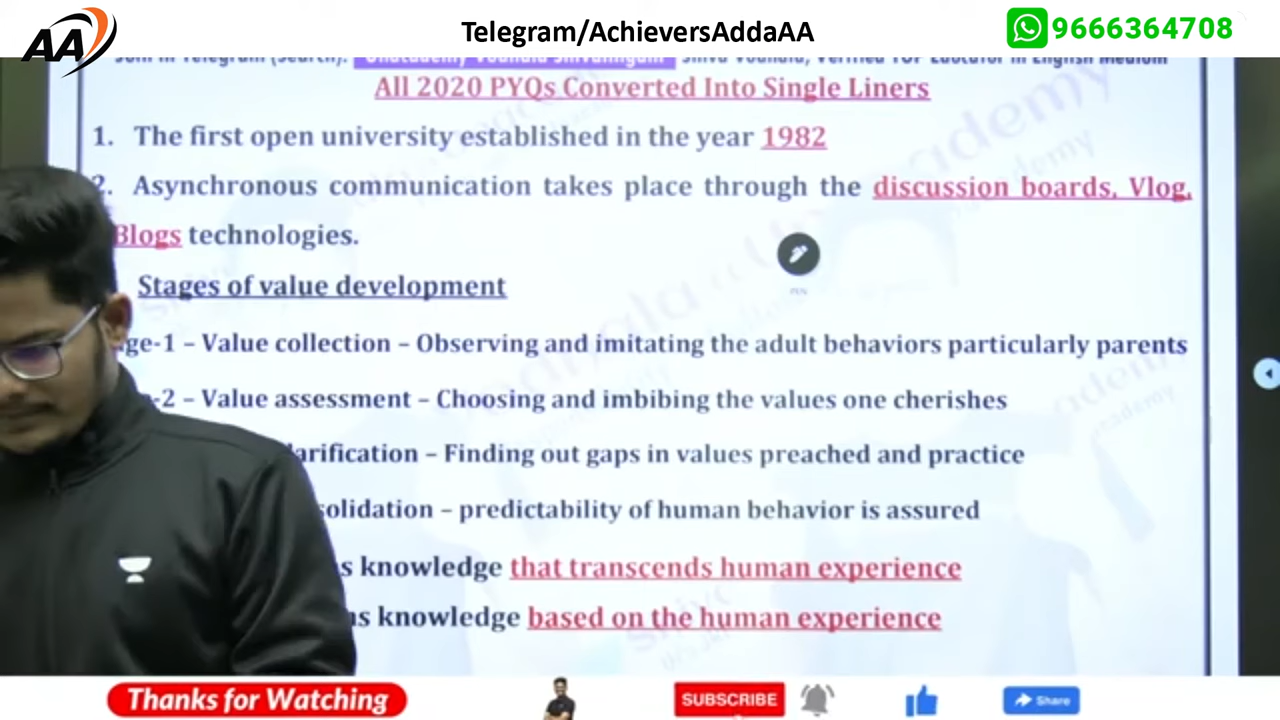 AA
Telegram/AchieversAddaAA
9666364708
All 2020 PYQs Converted Into Single Liners
1. The first open university established in the year 1982
2. Asynchronous communication takes place through the discussion boards, Vlog,
Blogs technologies.
Stages of value development
ge-1 – Value collection – Observing and imitating the adult behaviors particularly parents
-2 – Value assessment – Choosing and imbibing the values one cherishes
arification – Finding out gaps in values preached and practice
solidation – predictability of human behavior is assured
s knowledge that transcends human experience
ns knowledge based on the human experience
Thanks for Watching
SUBSCRIBE
Share